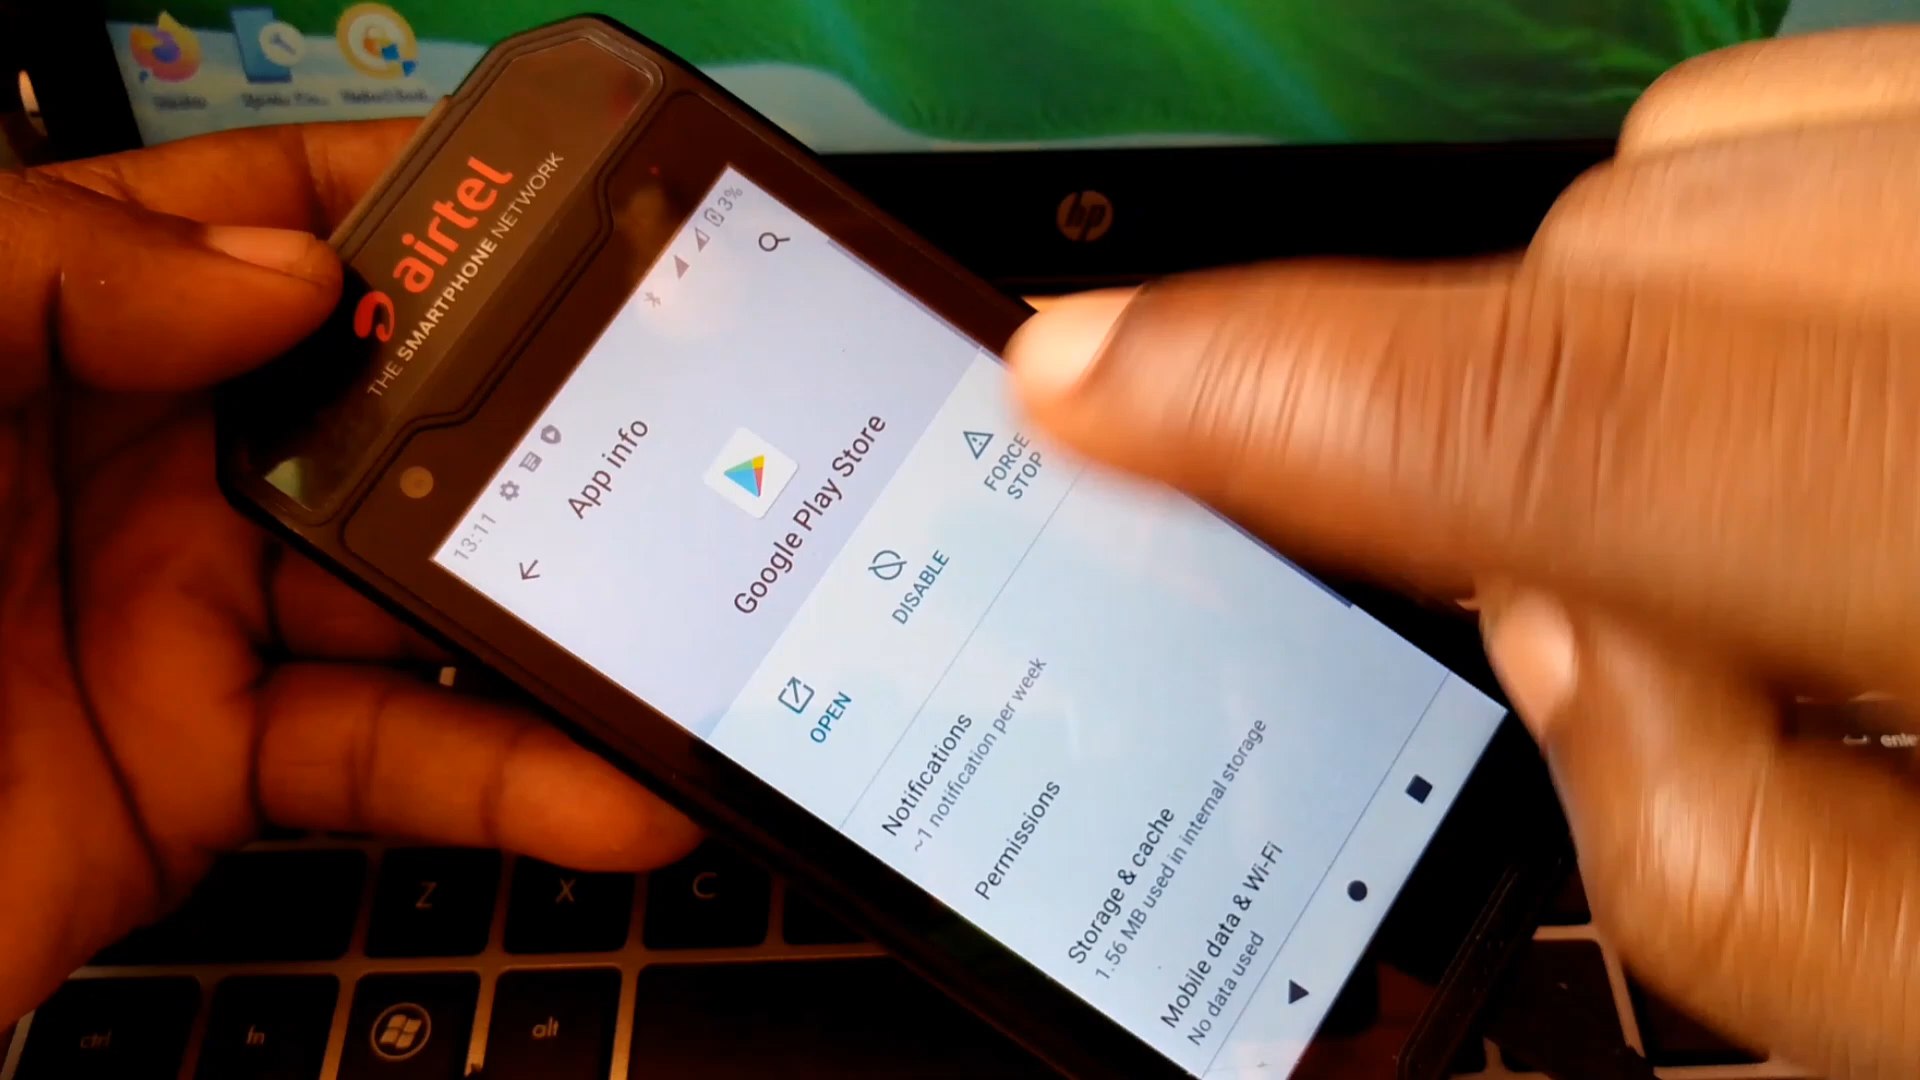 airtel
THE SMARTPHONE NETWORK
hp
13:11
3%
App info
Google Play Store
OPEN
DISABLE
FORCE
STOP
Notifications
~1 notification per week
Permissions
Storage & cache
1.56 MB used in internal storage
Mobile data & Wi-Fi
No data used
Z
X
C
ctrl
fn
alt